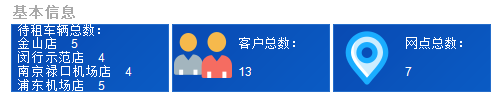 基本信息
待租车辆总数：
金山店 5
闵行示范店 4
南京禄口机场店 4
浦东机场店 5
客户总数：
13
网点总数：
7